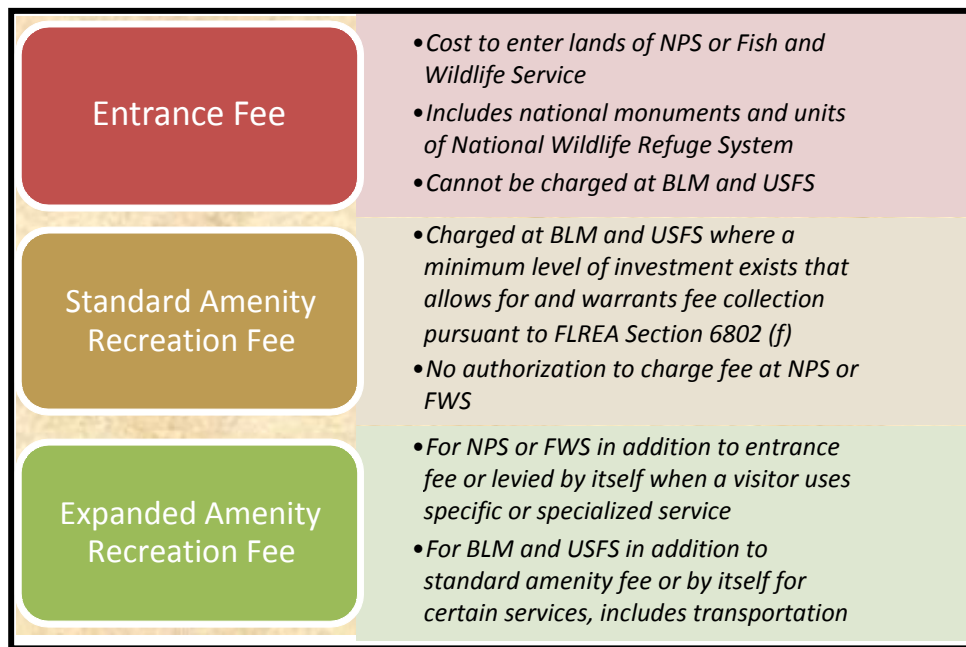 Entrance Fee
•Cost to enter lands of NPS or Fish and
Wildlife Service
•Includes national monuments and units
of National Wildlife Refuge System
•Cannot be charged at BLM and USFS
Standard Amenity
Recreation Fee
•Charged at BLM and USFS where a
minimum level of investment exists that
allows for and warrants fee collection
pursuant to FLREA Section 6802 (f)
•No authorization to charge fee at NPS or
FWS
Expanded Amenity
Recreation Fee
•For NPS or FWS in addition to entrance
fee or levied by itself when a visitor uses
specific or specialized service
•For BLM and USFS in addition to
standard amenity fee or by itself for
certain services, includes transportation